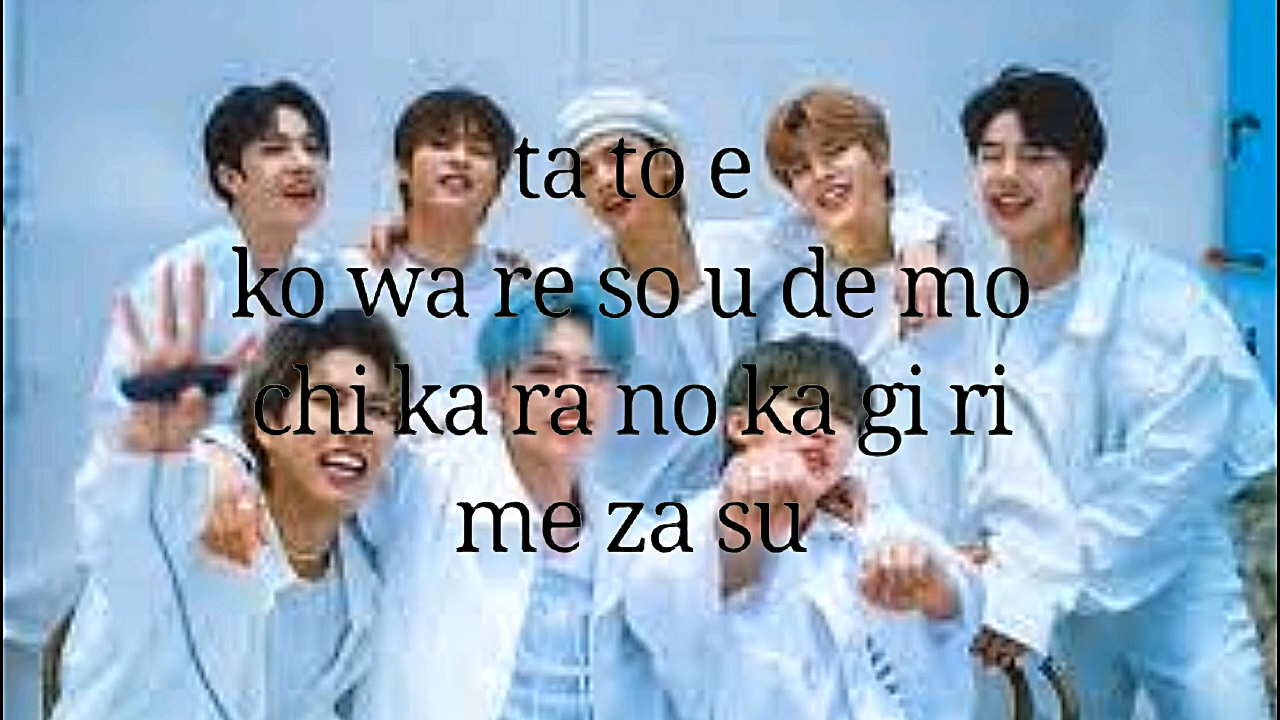 ta to e
ko wa re so u de mo
chi ka ra no ka gi ri
me za su